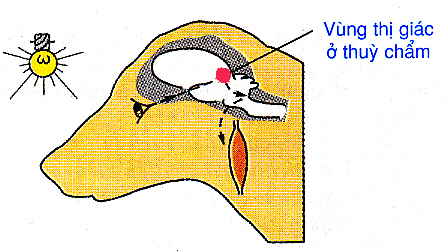 Vùng thị giác
ở thuỳ chẩm